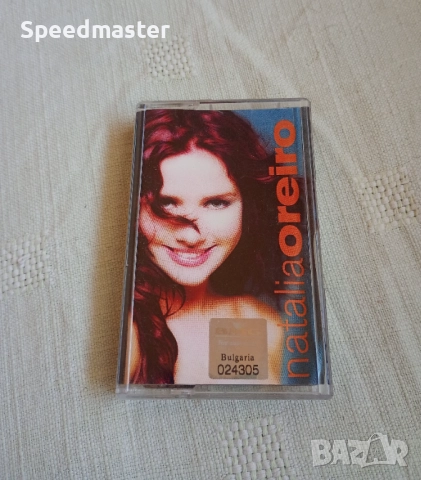 Speedmaster
nataliaoreiro
Bulgaria
024305
BAZAR